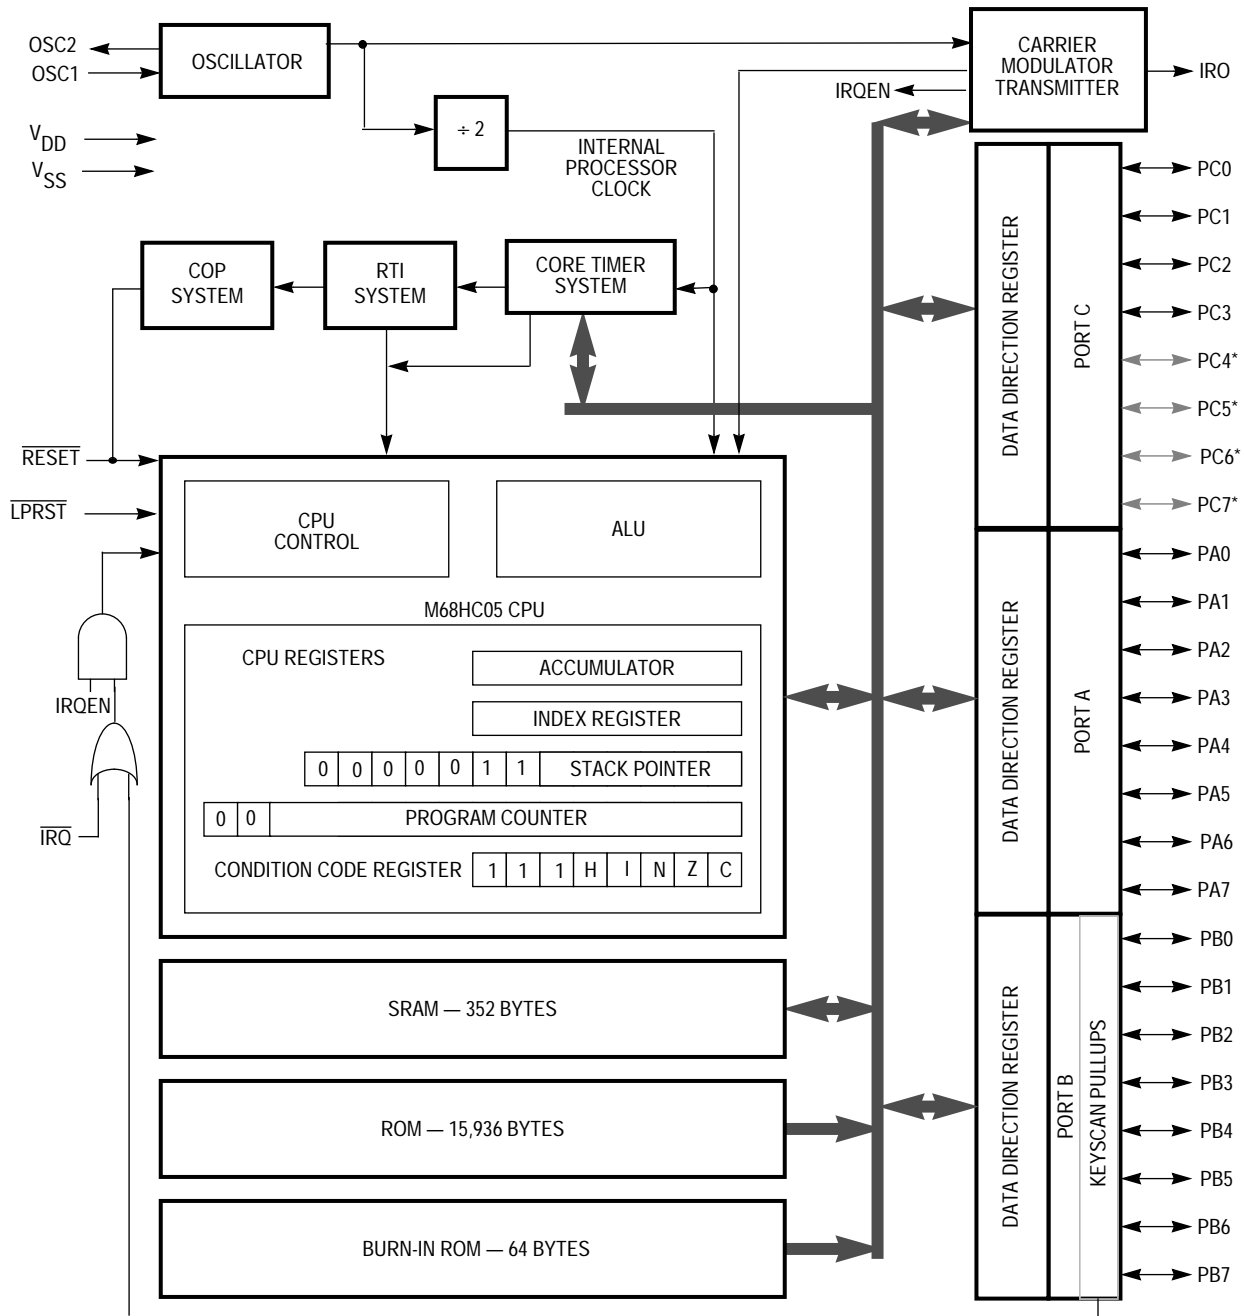 OSC2
OSC1
VDD
VSS
OSCILLATOR
÷ 2
INTERNAL
PROCESSOR
CLOCK
CARRIER
MODULATOR
TRANSMITTER
IRO
IRQEN
COP
SYSTEM
RTI
SYSTEM
CORE TIMER
SYSTEM
RESET
LPRST
IRQEN
IRQ
CPU
CONTROL
ALU
M68HC05 CPU
CPU REGISTERS
ACCUMULATOR
INDEX REGISTER
0 0 0 0 0 1 1 STACK POINTER
0 0 PROGRAM COUNTER
CONDITION CODE REGISTER 1 1 1 H I N Z C
SRAM — 352 BYTES
ROM — 15,936 BYTES
BURN-IN ROM — 64 BYTES
DATA DIRECTION REGISTER
PORT C
PC0
PC1
PC2
PC3
PC4*
PC5*
PC6*
PC7*
DATA DIRECTION REGISTER
PORT A
PA0
PA1
PA2
PA3
PA4
PA5
PA6
PA7
DATA DIRECTION REGISTER
PORT B
KEYSCAN PULLUPS
PB0
PB1
PB2
PB3
PB4
PB5
PB6
PB7